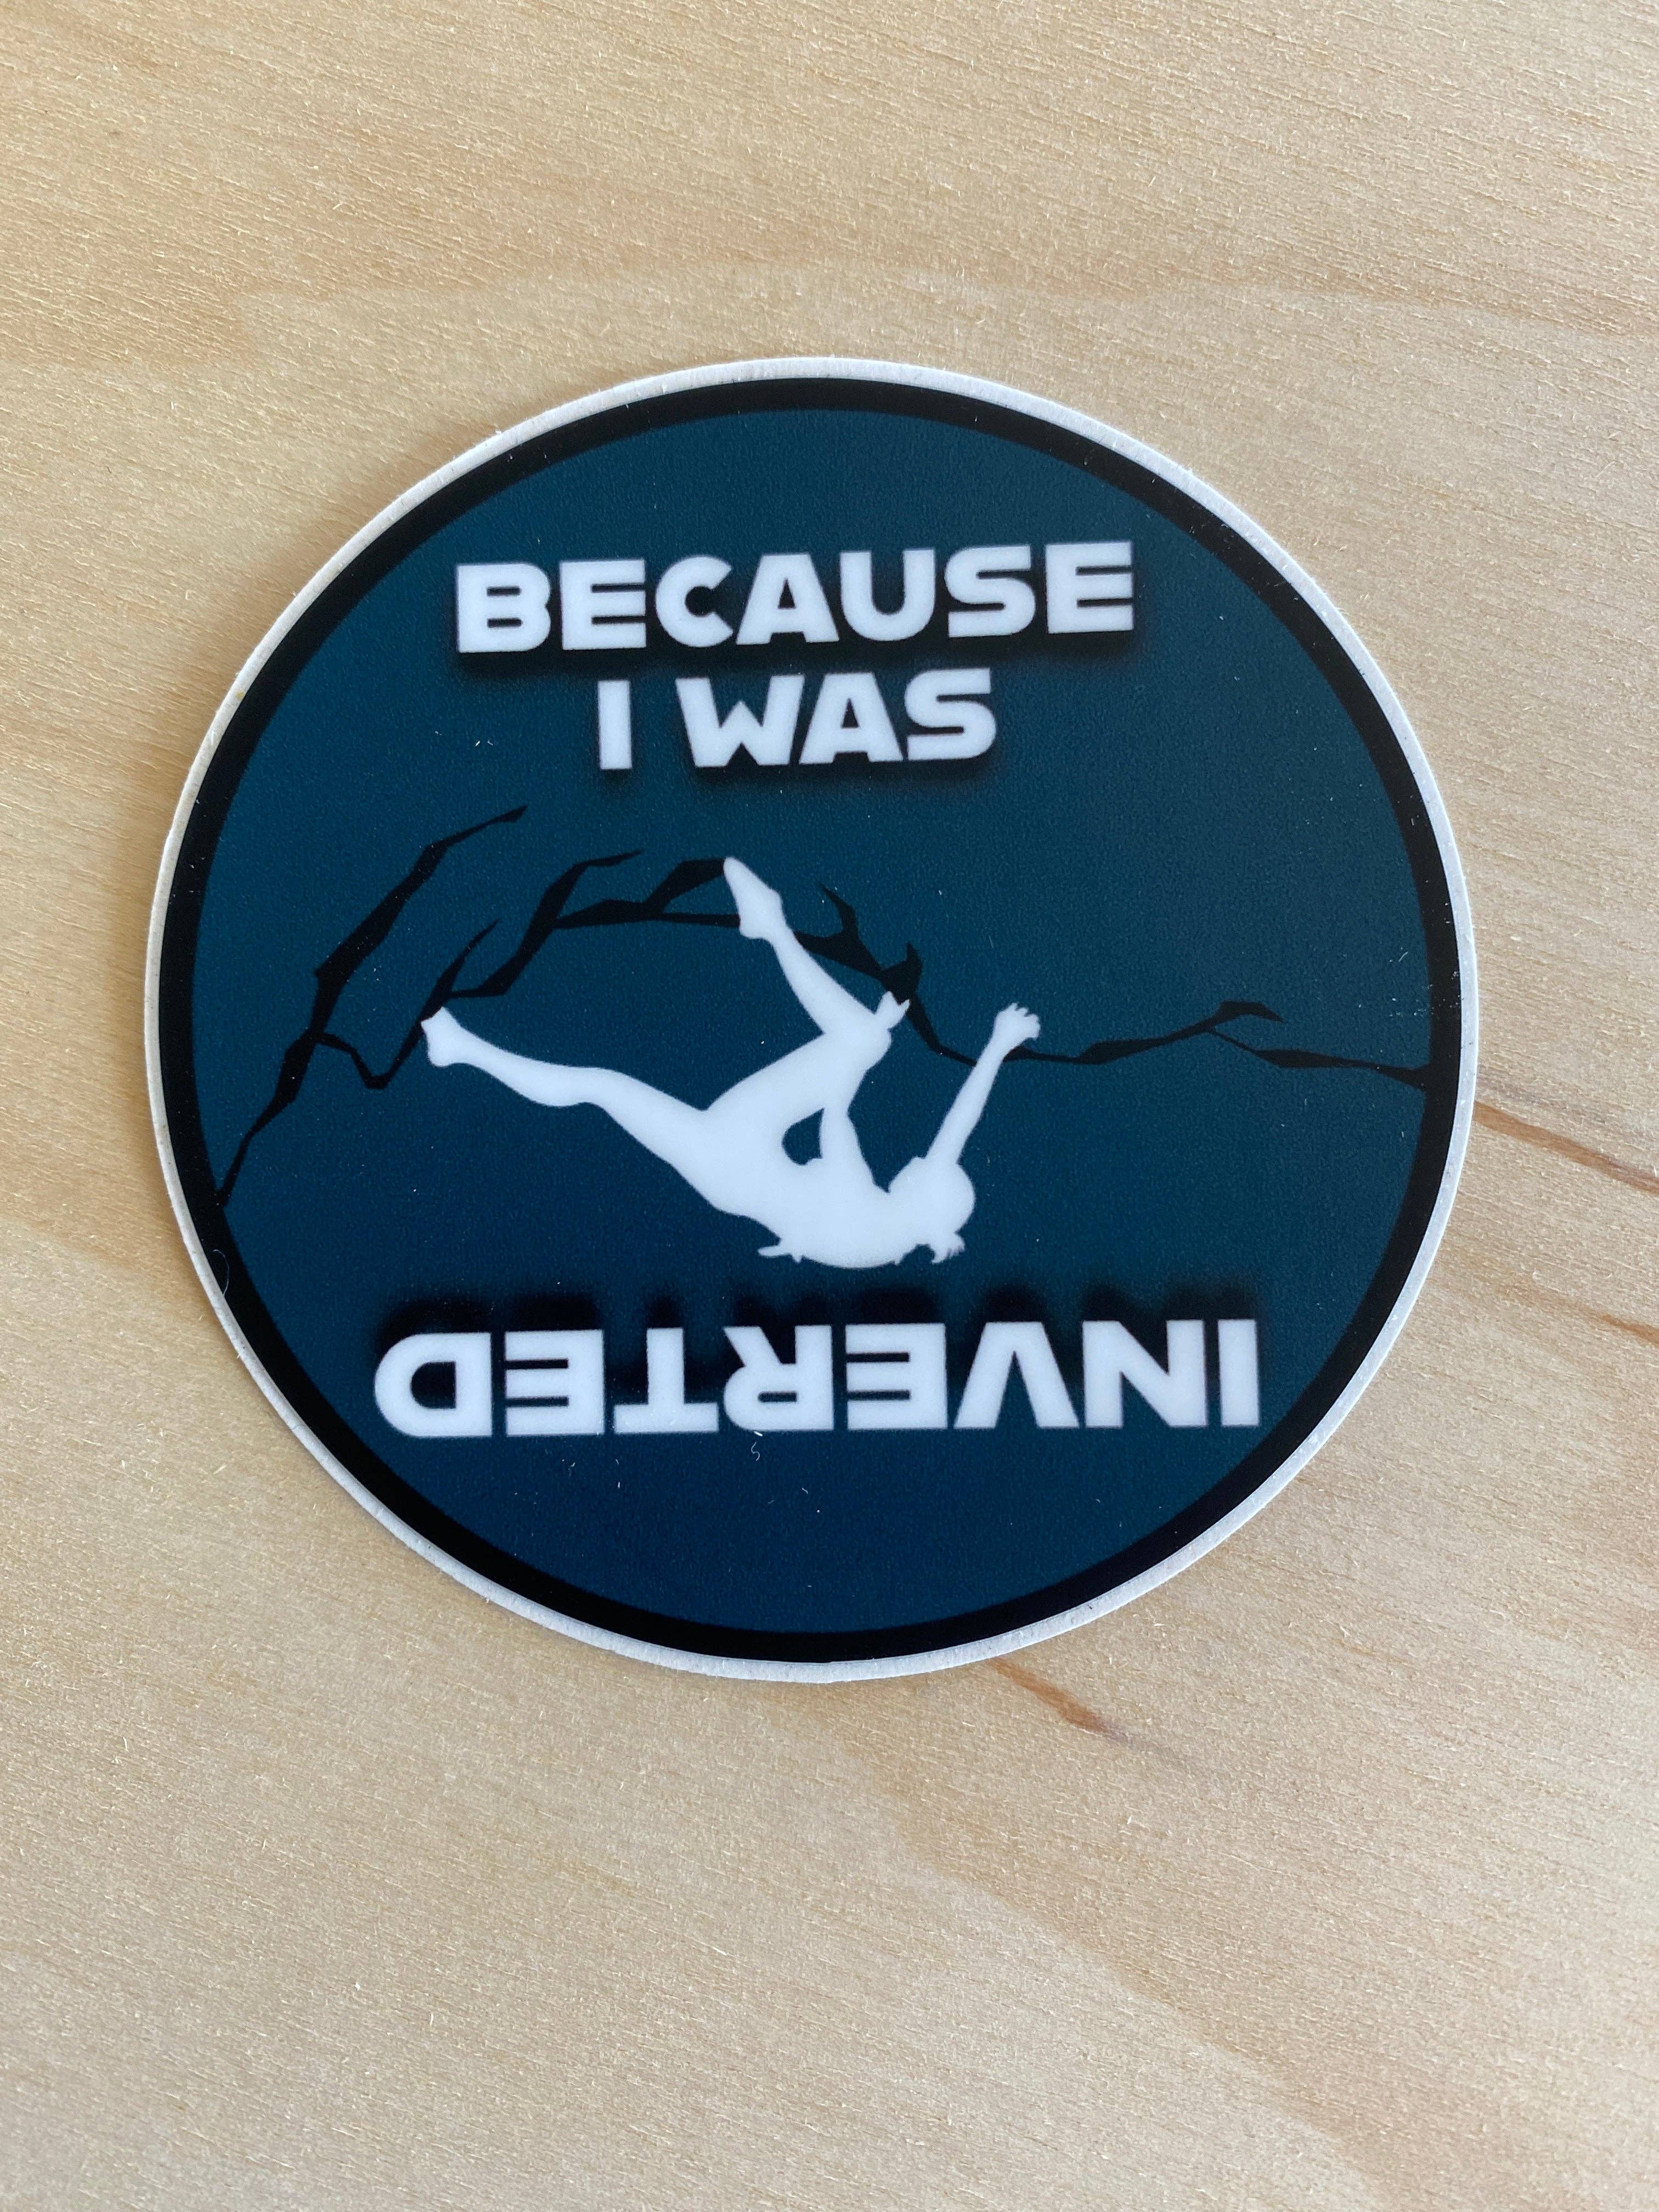 BECAUSE
I WAS
INVERTED